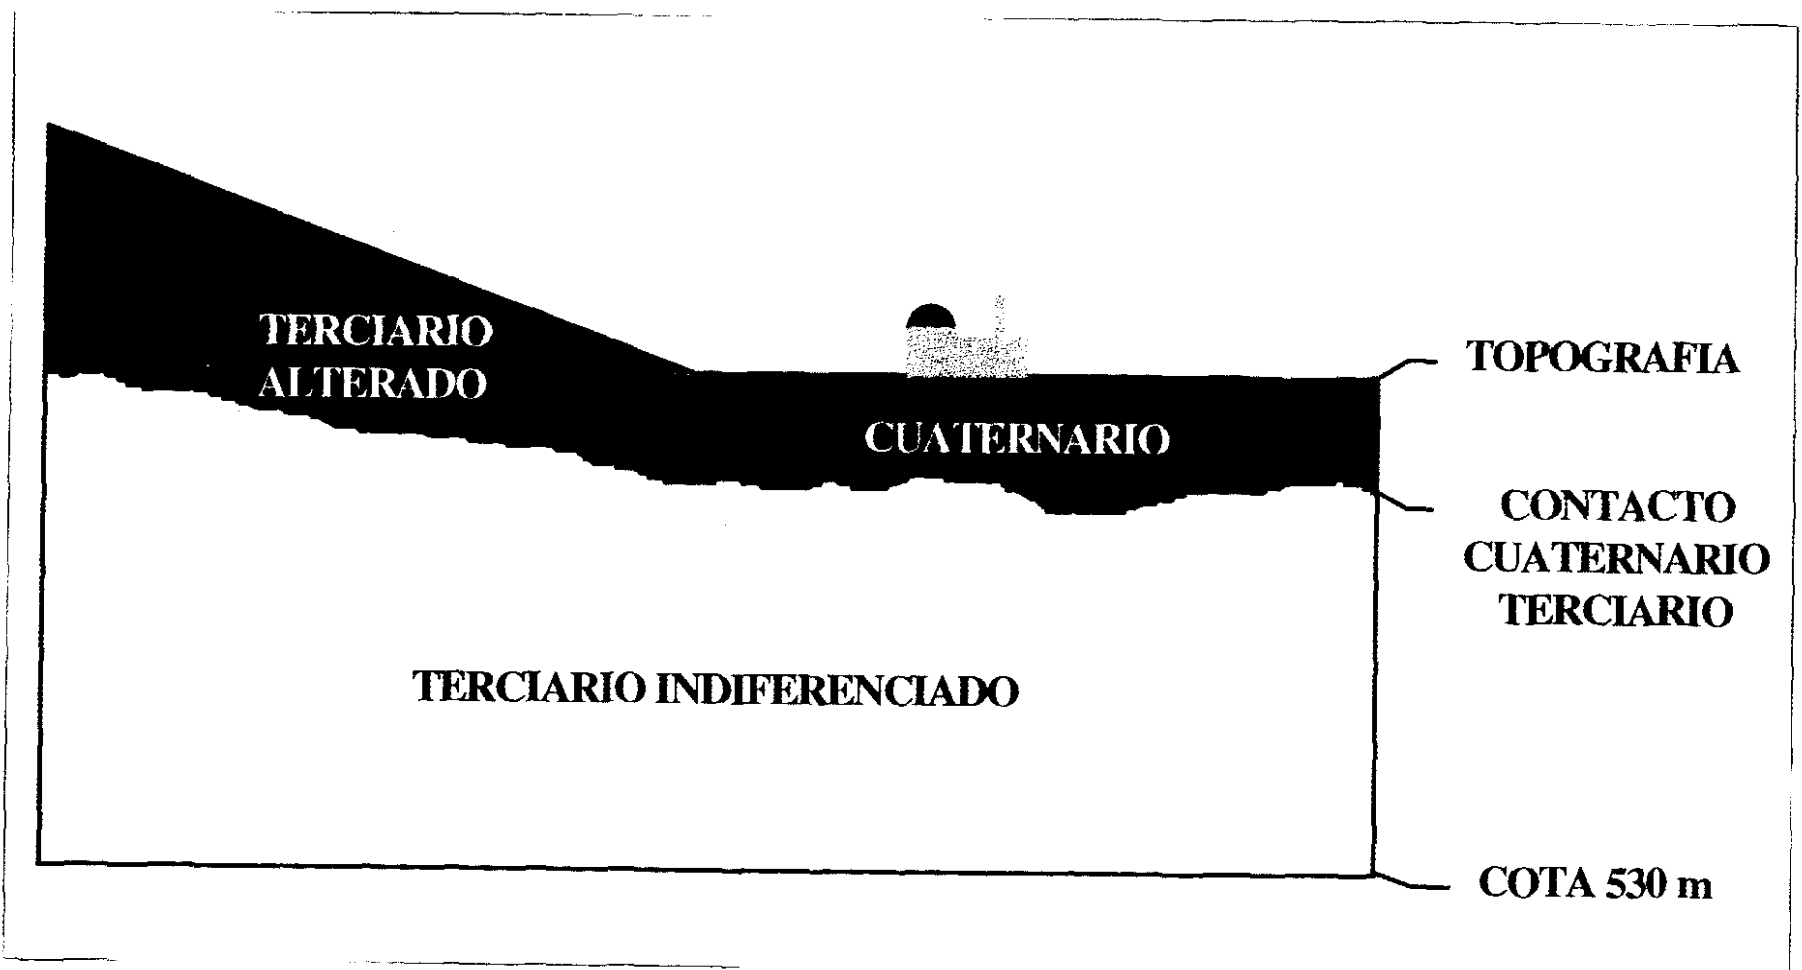 TERCIARIO
ALTERADO
CUATERNARIO
TOPOGRAFIA
CONTACTO
CUATERNARIO
TERCIARIO
TERCIARIO INDIFERENCIADO
COTA 530 m